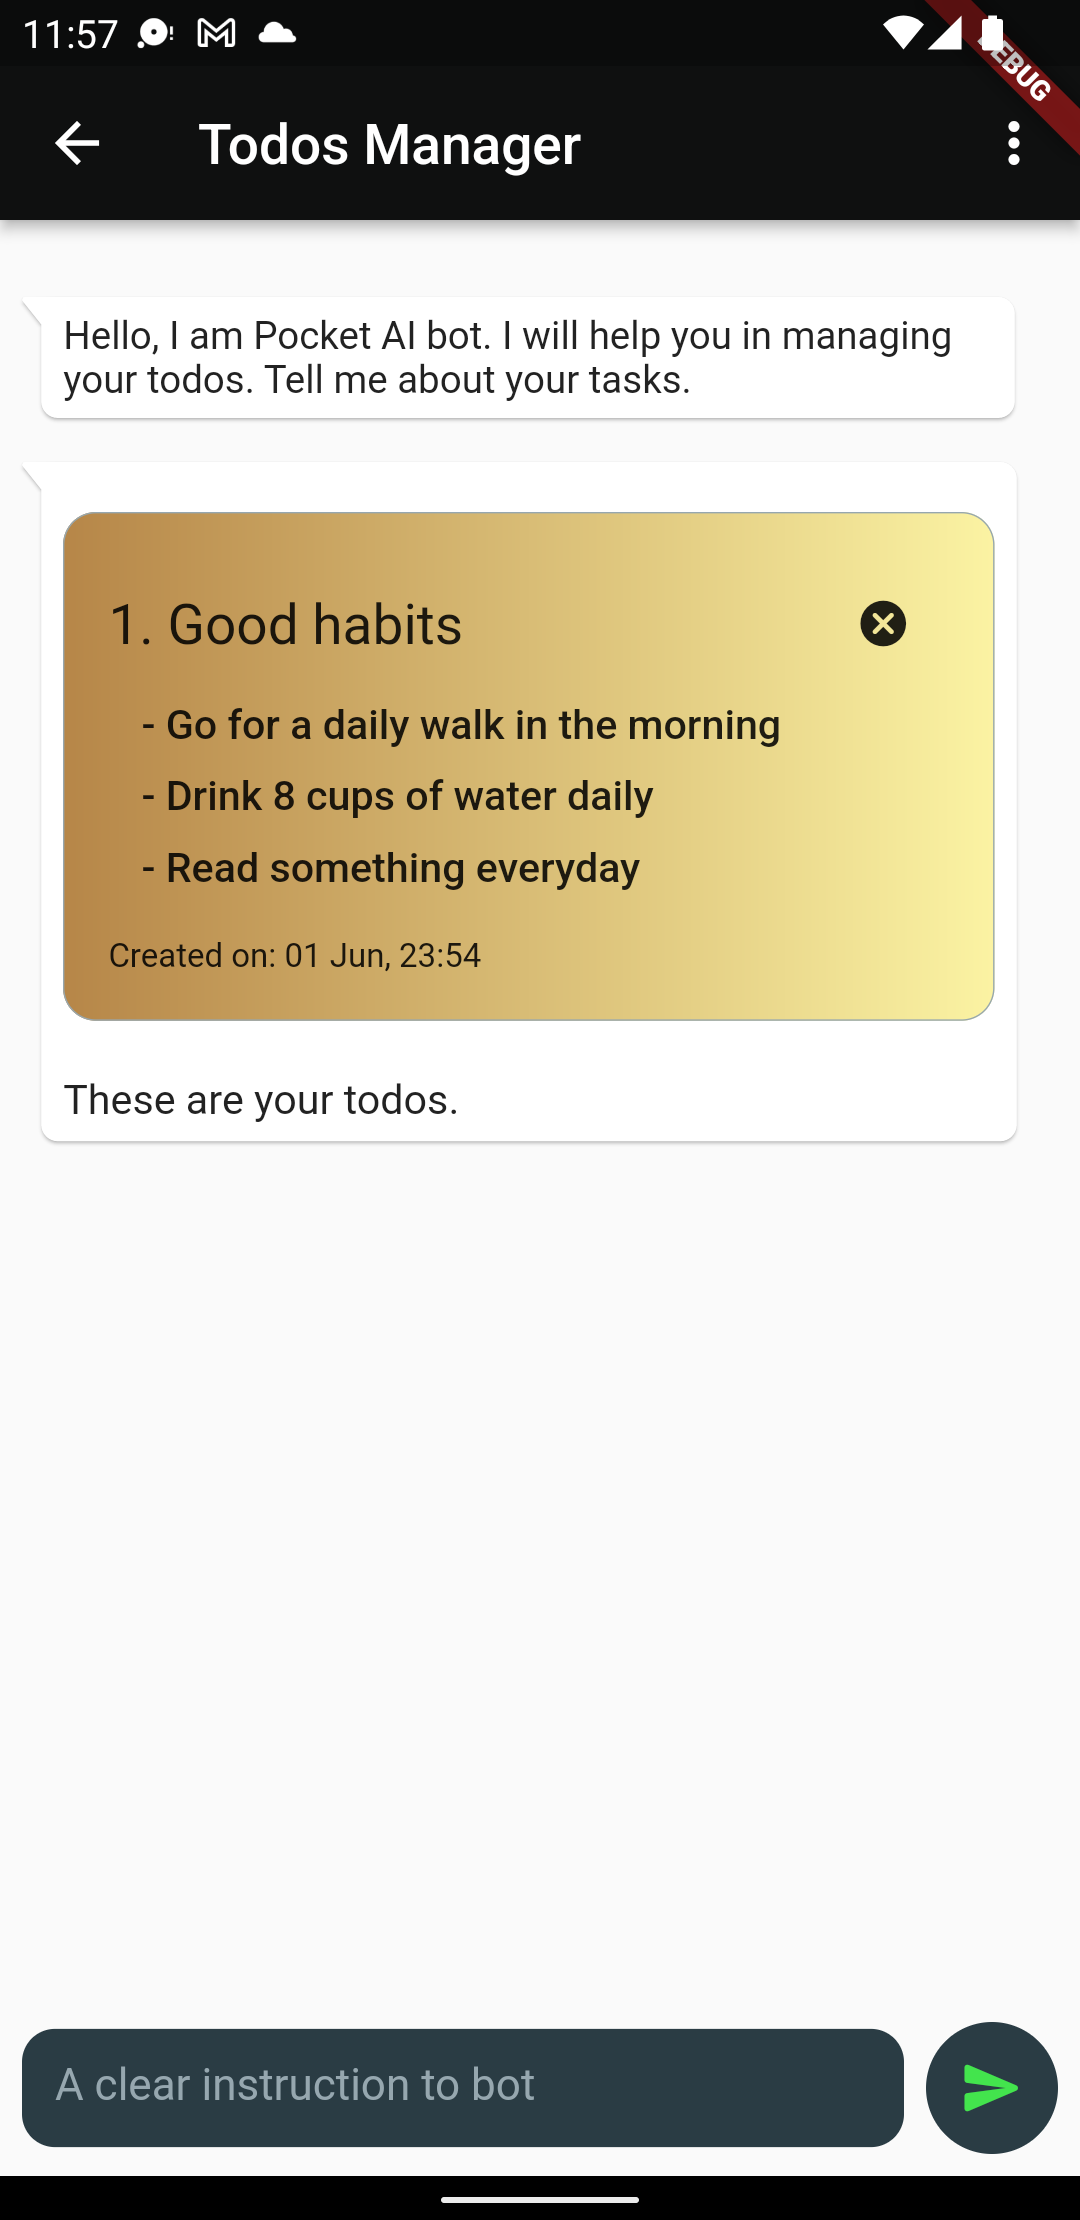 11:57
DEBUG
Todos Manager
Hello, I am Pocket AI bot. I will help you in managing
your todos. Tell me about your tasks.
1. Good habits
- Go for a daily walk in the morning
- Drink 8 cups of water daily
- Read something everyday
Created on: 01 Jun, 23:54
These are your todos.
A clear instruction to bot